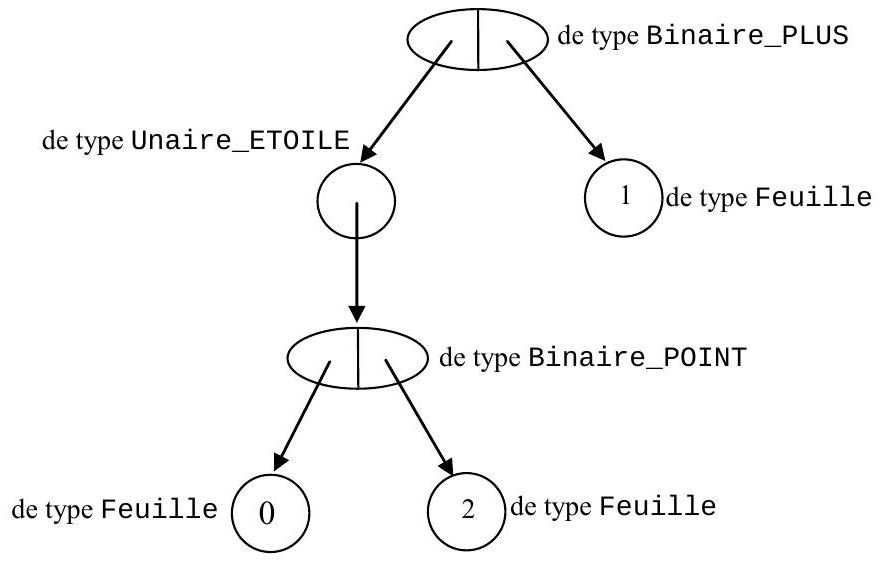 de type Binaire_PLUS
de type Unaire_ETOILE
1 de type Feuille
de type Binaire_POINT
de type Feuille 0
2 de type Feuille